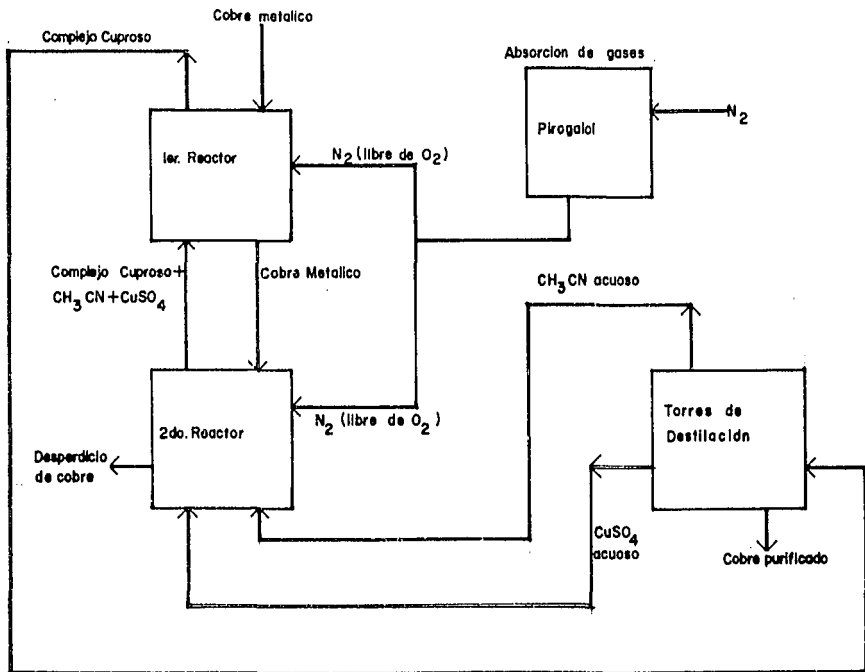 Cobre metalico
Complejo Cuproso
Absorcion de gases
1er. Reactor
Pirogalol
N2
N2 (libre de O2)
Complejo Cuproso+
CH3 CN+CuSO4
Cobre Metalico
CH3CN acuoso
2do. Reactor
N2 (libre de O2)
Torres de
Destilación
Desperdicio
de cobre
CuSO4
acuoso
Cobre purificado